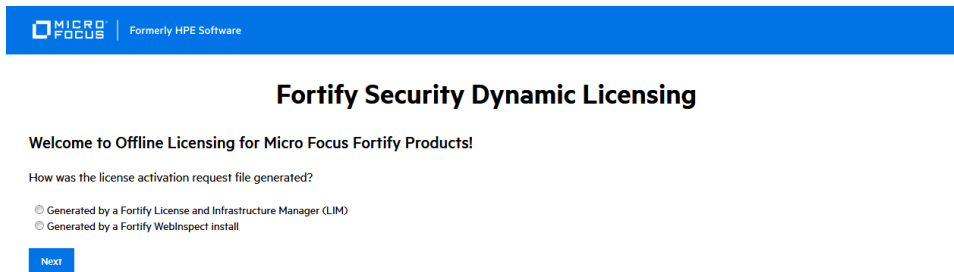 MICRO
FOCUS
Formerly HPE Software
Fortify Security Dynamic Licensing
Welcome to Offline Licensing for Micro Focus Fortify Products!
How was the license activation request file generated?
Generated by a Fortify License and Infrastructure Manager (LIM)
Generated by a Fortify WebInspect install
Next